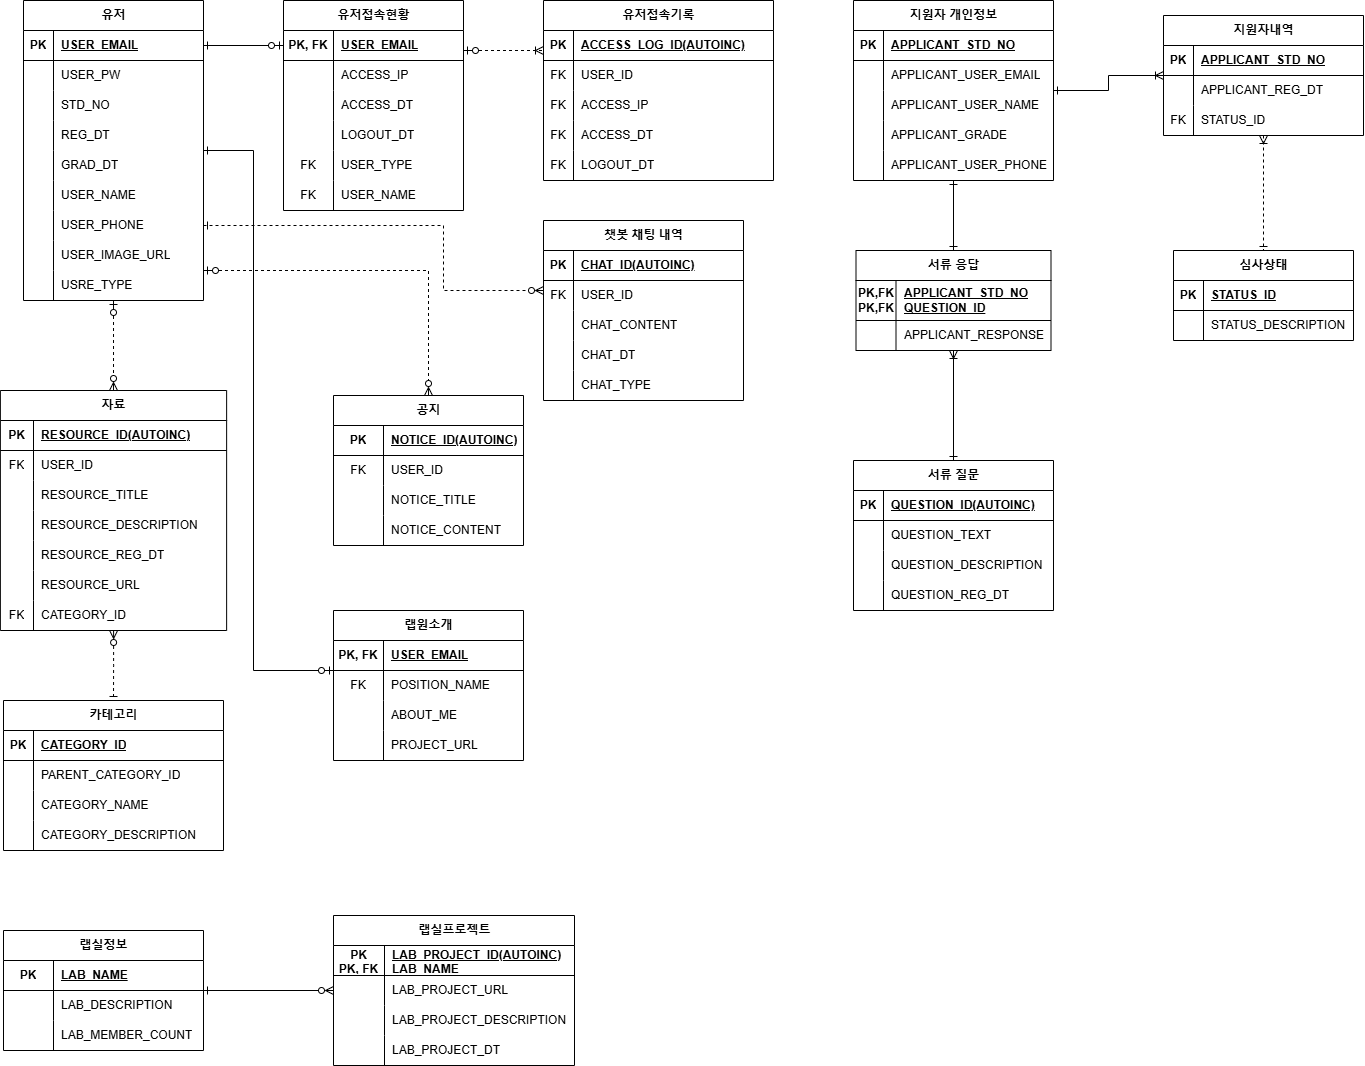 유저
PK USER_EMAIL
USER_PW
STD_NO
REG_DT
GRAD_DT
USER_NAME
USER_PHONE
USER_IMAGE_URL
USRE_TYPE
유저접속현황
PK, FK USER_EMAIL
ACCESS_IP
ACCESS_DT
LOGOUT_DT
FK USER_TYPE
FK USER_NAME
유저접속기록
PK ACCESS_LOG_ID(AUTOINC)
FK USER_ID
FK ACCESS_IP
FK ACCESS_DT
FK LOGOUT_DT
지원자 개인정보
PK APPLICANT_STD_NO
APPLICANT_USER_EMAIL
APPLICANT_USER_NAME
APPLICANT_GRADE
APPLICANT_USER_PHONE
지원자내역
PK APPLICANT_STD_NO
APPLICANT_REG_DT
FK STATUS_ID
챗봇 채팅 내역
PK CHAT_ID(AUTOINC)
FK USER_ID
CHAT_CONTENT
CHAT_DT
CHAT_TYPE
서류 응답
PK,FK APPLICANT_STD_NO
PK,FK QUESTION_ID
APPLICANT_RESPONSE
심사상태
PK STATUS_ID
STATUS_DESCRIPTION
자료
PK RESOURCE_ID(AUTOINC)
FK USER_ID
RESOURCE_TITLE
RESOURCE_DESCRIPTION
RESOURCE_REG_DT
RESOURCE_URL
FK CATEGORY_ID
공지
PK NOTICE_ID(AUTOINC)
FK USER_ID
NOTICE_TITLE
NOTICE_CONTENT
서류 질문
PK QUESTION_ID(AUTOINC)
QUESTION_TEXT
QUESTION_DESCRIPTION
QUESTION_REG_DT
랩원소개
PK, FK USER_EMAIL
FK POSITION_NAME
ABOUT_ME
PROJECT_URL
카테고리
PK CATEGORY_ID
PARENT_CATEGORY_ID
CATEGORY_NAME
CATEGORY_DESCRIPTION
랩실정보
PK LAB_NAME
LAB_DESCRIPTION
LAB_MEMBER_COUNT
랩실프로젝트
PK LAB_PROJECT_ID(AUTOINC)
PK, FK LAB_NAME
LAB_PROJECT_URL
LAB_PROJECT_DESCRIPTION
LAB_PROJECT_DT